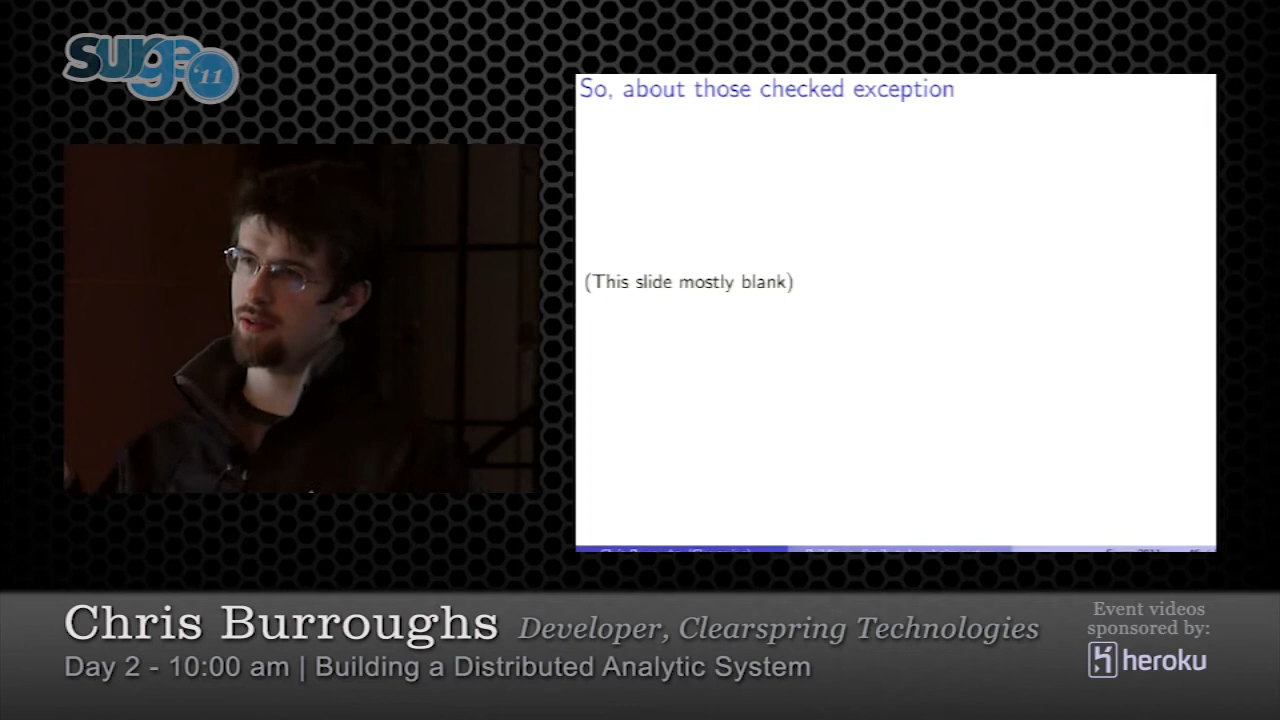 surge '11
So, about those checked exception
(This slide mostly blank)
Chris Burroughs Developer, Clearspring Technologies
Day 2 - 10:00 am | Building a Distributed Analytic System
Event videos
sponsored by:
heroku